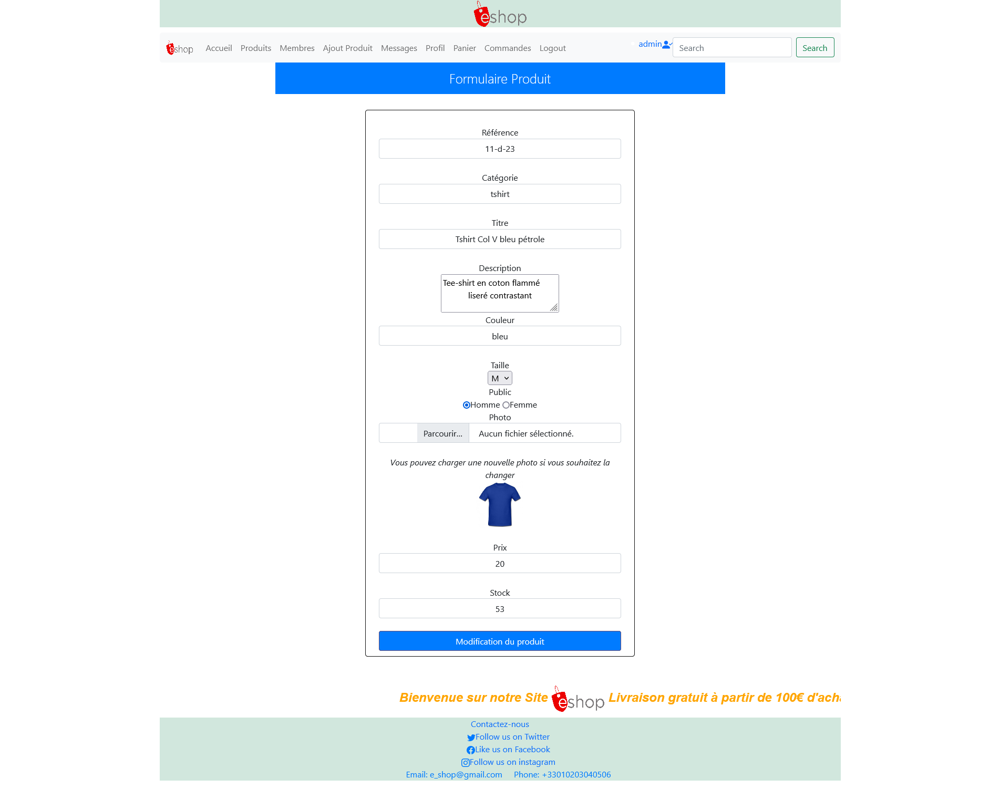 eshop
eshop Accueil Produits Membres Ajout Produit Messages Profil Panier Commandes Logout admin Search Search
Formulaire Produit
Référence
11-d-23
Catégorie
tshirt
Titre
Tshirt Col V bleu pétrole
Description
Tee-shirt en coton flammé
liseré contrastant
Couleur
bleu
Taille
M
Public
Homme Femme
Photo
Parcourir... Aucun fichier sélectionné.
Vous pouvez charger une nouvelle photo si vous souhaitez la
changer
Prix
20
Stock
53
Modification du produit
Bienvenue sur notre Site eshop Livraison gratuit à partir de 100€ d'acha
Contactez-nous
Follow us on Twitter
Like us on Facebook
Follow us on instagram
Email: e_shop@gmail.com Phone: +33010203040506